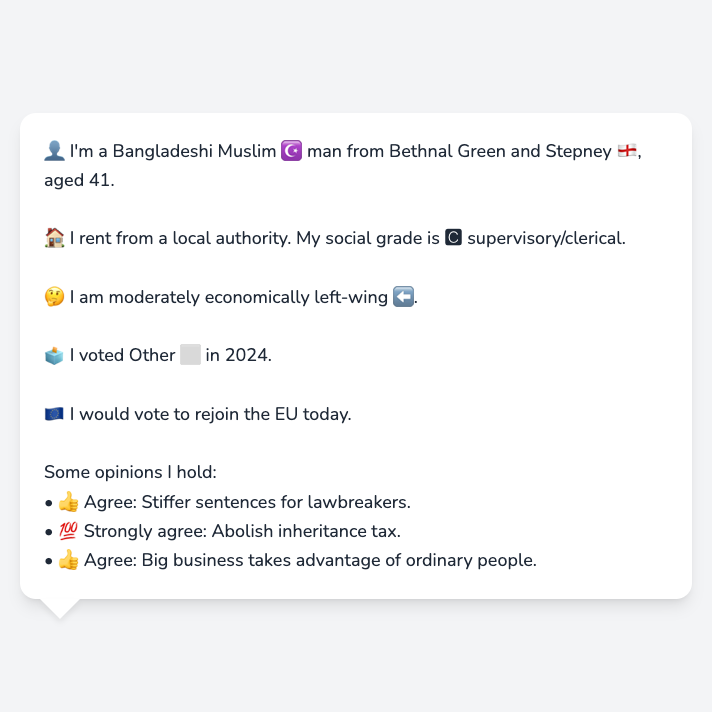 👤 I'm a Bangladeshi Muslim ☪️ man from Bethnal Green and Stepney 🏴󠁧󠁢󠁥󠁮󠁧󠁿,
aged 41.
🏠 I rent from a local authority. My social grade is 🅲 supervisory/clerical.
🤔 I am moderately economically left-wing ⬅️.
🗳️ I voted Other ⬜ in 2024.
🇪🇺 I would vote to rejoin the EU today.
Some opinions I hold:
• 👍 Agree: Stiffer sentences for lawbreakers.
• 💯 Strongly agree: Abolish inheritance tax.
• 👍 Agree: Big business takes advantage of ordinary people.